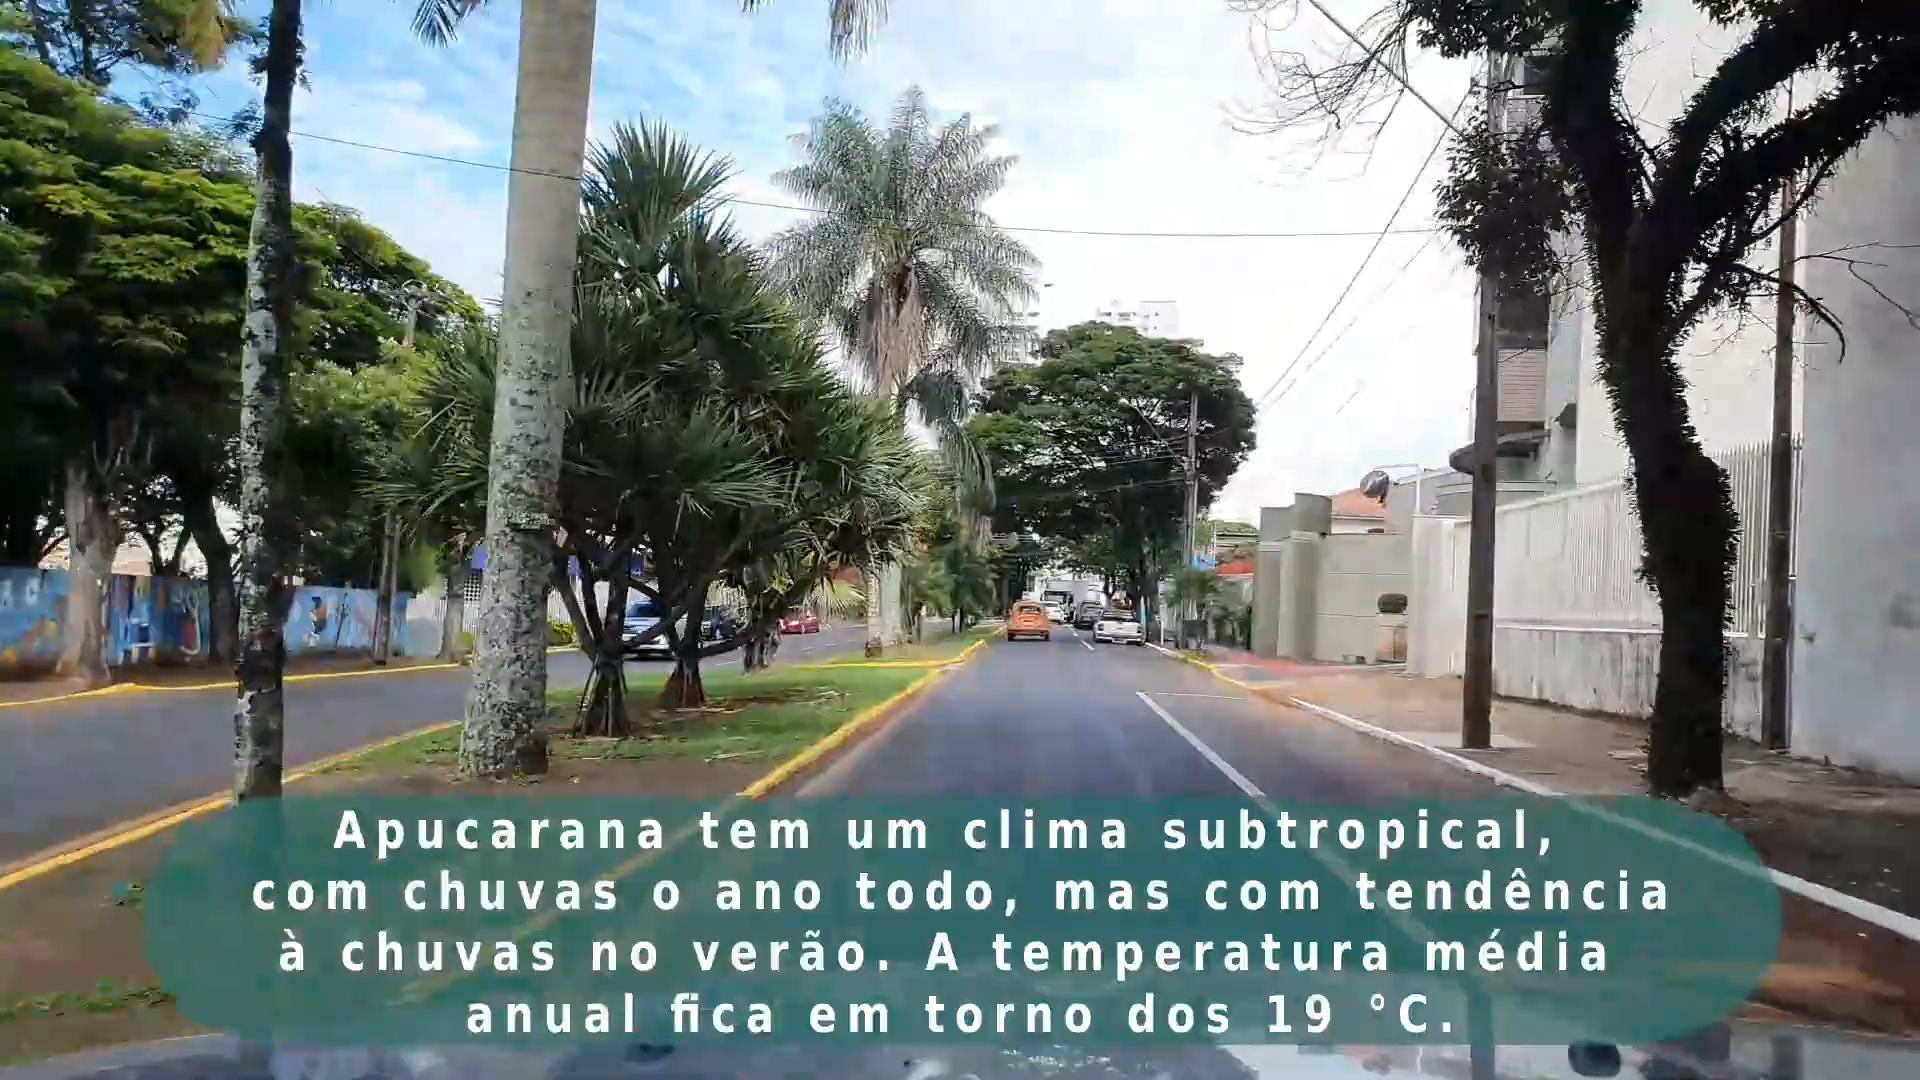 Apucarana tem um clima subtropical,
com chuvas o ano todo, mas com tendência
à chuvas no verão. A temperatura média
anual fica em torno dos 19 °C.